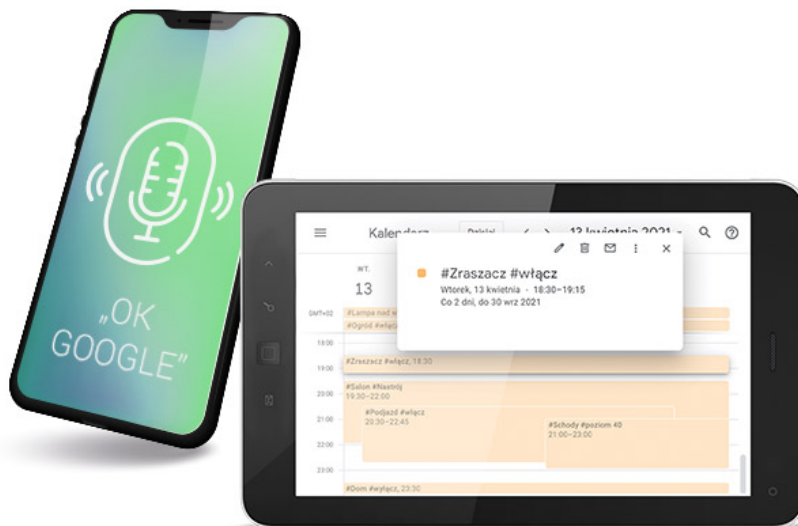 „OK
GOOGLE”
Kalendarz
13 kwietnia 2021
#Zraszacz #włącz
Wtorek, 13 kwietnia · 18:30–19:15
Co 2 dni, do 30 wrz 2021
WT.
13
GMT+02
#Lampa nad w
#Ogród #włącz
18:00
#Zraszacz #włącz, 18:30
19:00
#Salon #Nastrój
19:30–22:00
20:00
#Podjazd #włącz
20:30–22:45
21:00
#Schody #poziom 40
21:00–23:00
22:00
23:00
#Dom #wyłącz, 23:30